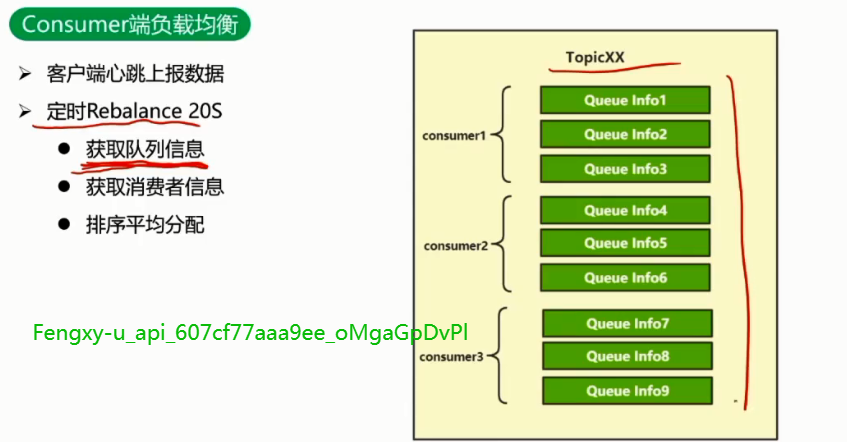 Consumer端负载均衡
客户端心跳上报数据
定时Rebalance 20S
获取队列信息
获取消费者信息
排序平均分配
Fengxy-u_api_607cf77aaa9ee_oMgaGpDvPl
TopicXX
consumer1
Queue Info1
Queue Info2
Queue Info3
consumer2
Queue Info4
Queue Info5
Queue Info6
consumer3
Queue Info7
Queue Info8
Queue Info9